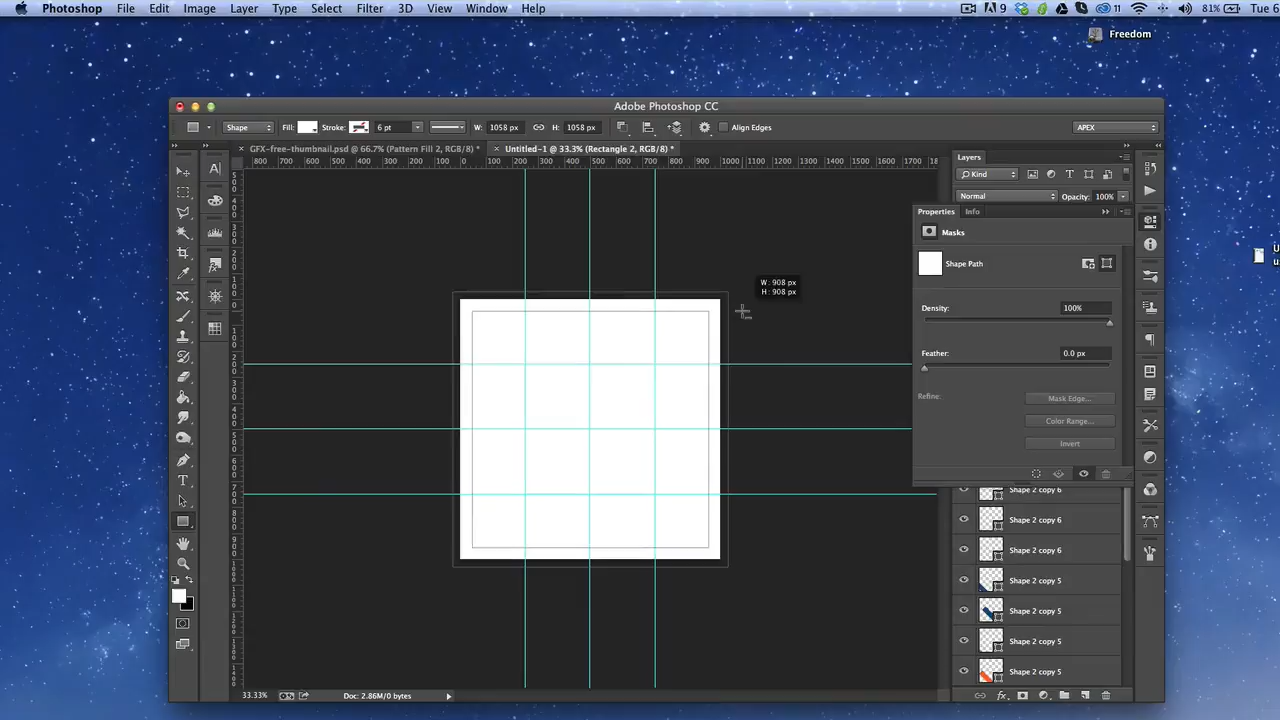 Photoshop File Edit Image Layer Type Select Filter 3D View Window Help 9 11 81% Tue 6
Freedom
Adobe Photoshop CC
Shape Fill: Stroke: 6 pt W: 1058 px H: 1058 px Align Edges APEX
GFX-free-thumbnail.psd @ 66.7% (Pattern Fill 2, RGB/8) * Untitled-1 @ 33.3% (Rectangle 2, RGB/8) *
800 700 600 500 400 300 200 100 0 100 200 300 400 500 600 700 800 900 1000 1100 1200 1300 1400 1500 1600 1700 18
Layers
Kind
Normal Opacity: 100%
Properties Info
Masks
Shape Path
W: 908 px
H: 908 px
Density: 100%
Feather: 0.0 px
Refine: Mask Edge...
Color Range...
Invert
Shape 2 copy 6
Shape 2 copy 6
Shape 2 copy 6
Shape 2 copy 5
Shape 2 copy 5
Shape 2 copy 5
Shape 2 copy 5
33.33% Doc: 2.86M/0 bytes